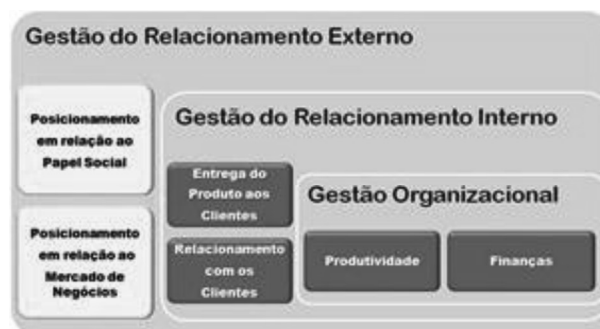 Gestão do Relacionamento Externo
Posicionamento
em relação ao
Papel Social
Posicionamento
em relação ao
Mercado de
Negócios
Gestão do Relacionamento Interno
Entrega do
Produto aos
Clientes
Relacionamento
com os
Clientes
Gestão Organizacional
Produtividade
Finanças